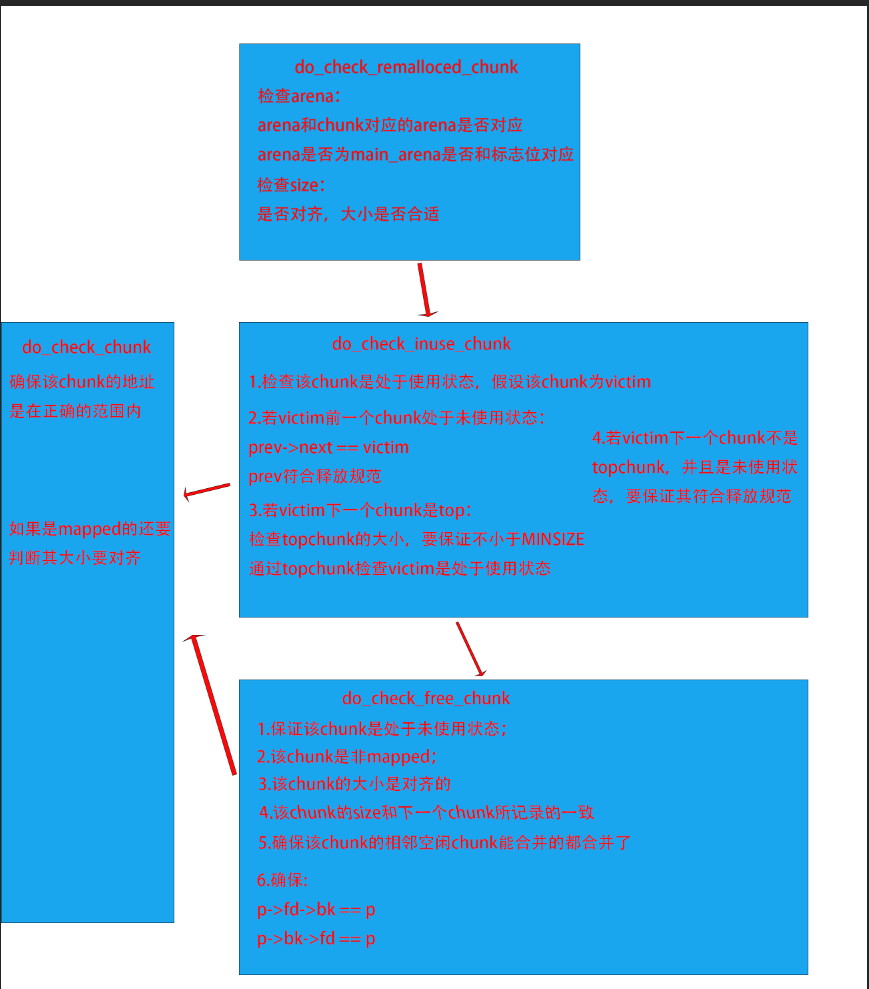 do_check_remalloced_chunk
检查arena：
arena和chunk对应的arena是否对应
arena是否为main_arena是否和标志位对应
检查size：
是否对齐，大小是否合适
do_check_chunk
确保该chunk的地址
是在正确的范围内
如果是mapped的还要
判断其大小要对齐
do_check_inuse_chunk
1.检查该chunk是处于使用状态，假设该chunk为victim
2.若victim前一个chunk处于未使用状态：
prev->next == victim
prev符合释放规范
3.若victim下一个chunk是top：
检查topchunk的大小，要保证不小于MINSIZE
通过topchunk检查victim是处于使用状态
4.若victim下一个chunk不是
topchunk，并且是未使用状
态，要保证其符合释放规范
do_check_free_chunk
1.保证该chunk是处于未使用状态；
2.该chunk是非mapped；
3.该chunk的大小是对齐的
4.该chunk的size和下一个chunk所记录的一致
5.确保该chunk的相邻空闲chunk能合并的都合并了
6.确保:
p->fd->bk == p
p->bk->fd == p